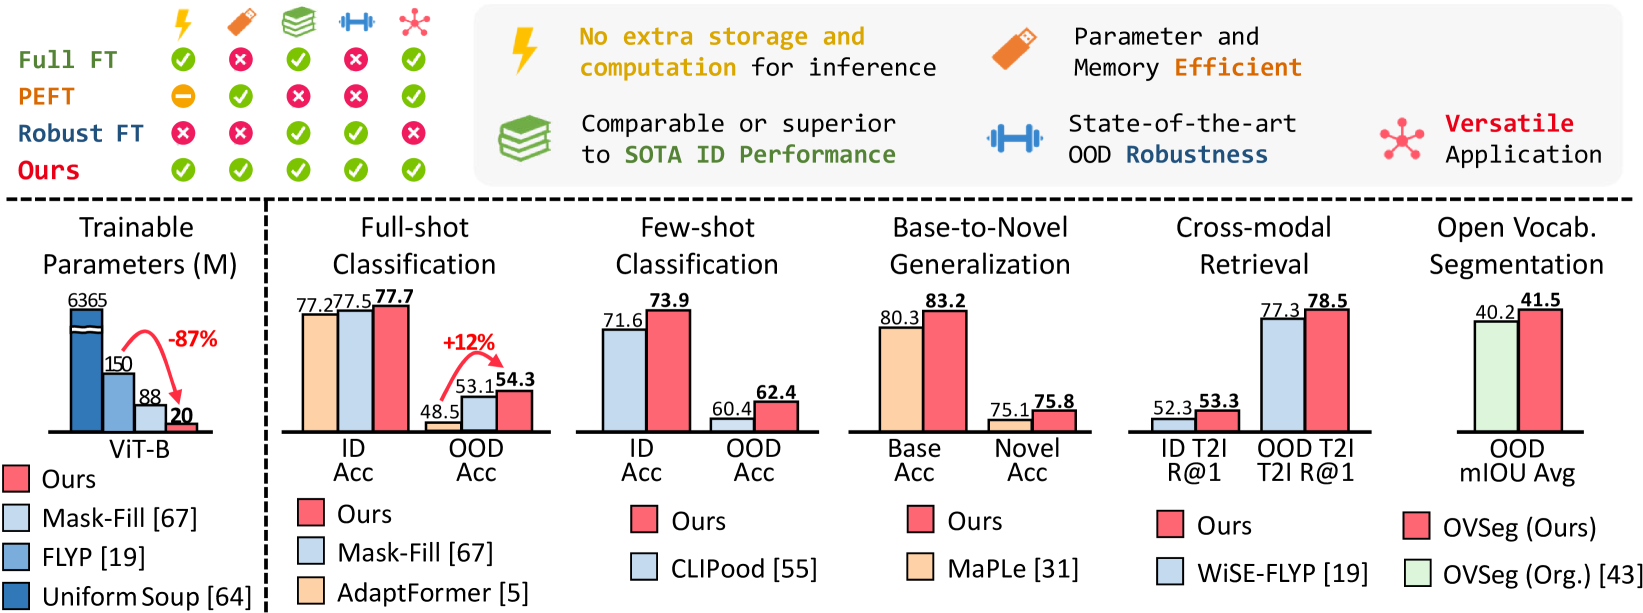 Full FT
PEFT
Robust FT
Ours
No extra storage and
computation for inference
Parameter and
Memory Efficient
Comparable or superior
to SOTA ID Performance
State-of-the-art
OOD Robustness
Versatile
Application
Trainable
Parameters (M)
6365
150
88
20
-87%
ViT-B
Ours
Mask-Fill [67]
FLYP [19]
Uniform Soup [64]
Full-shot
Classification
77.2 77.5 77.7
+12%
48.5
53.1
54.3
ID
Acc
OOD
Acc
Ours
Mask-Fill [67]
AdaptFormer [5]
Few-shot
Classification
71.6
73.9
60.4
62.4
ID
Acc
OOD
Acc
Ours
CLIPood [55]
Base-to-Novel
Generalization
80.3
83.2
75.1
75.8
Base
Acc
Novel
Acc
Ours
MaPLe [31]
Cross-modal
Retrieval
52.3
53.3
77.3
78.5
ID T2I
R@1
OOD T2I
T2I R@1
Ours
WiSE-FLYP [19]
Open Vocab.
Segmentation
40.2
41.5
OOD
mIOU Avg
OVSeg (Ours)
OVSeg (Org.) [43]